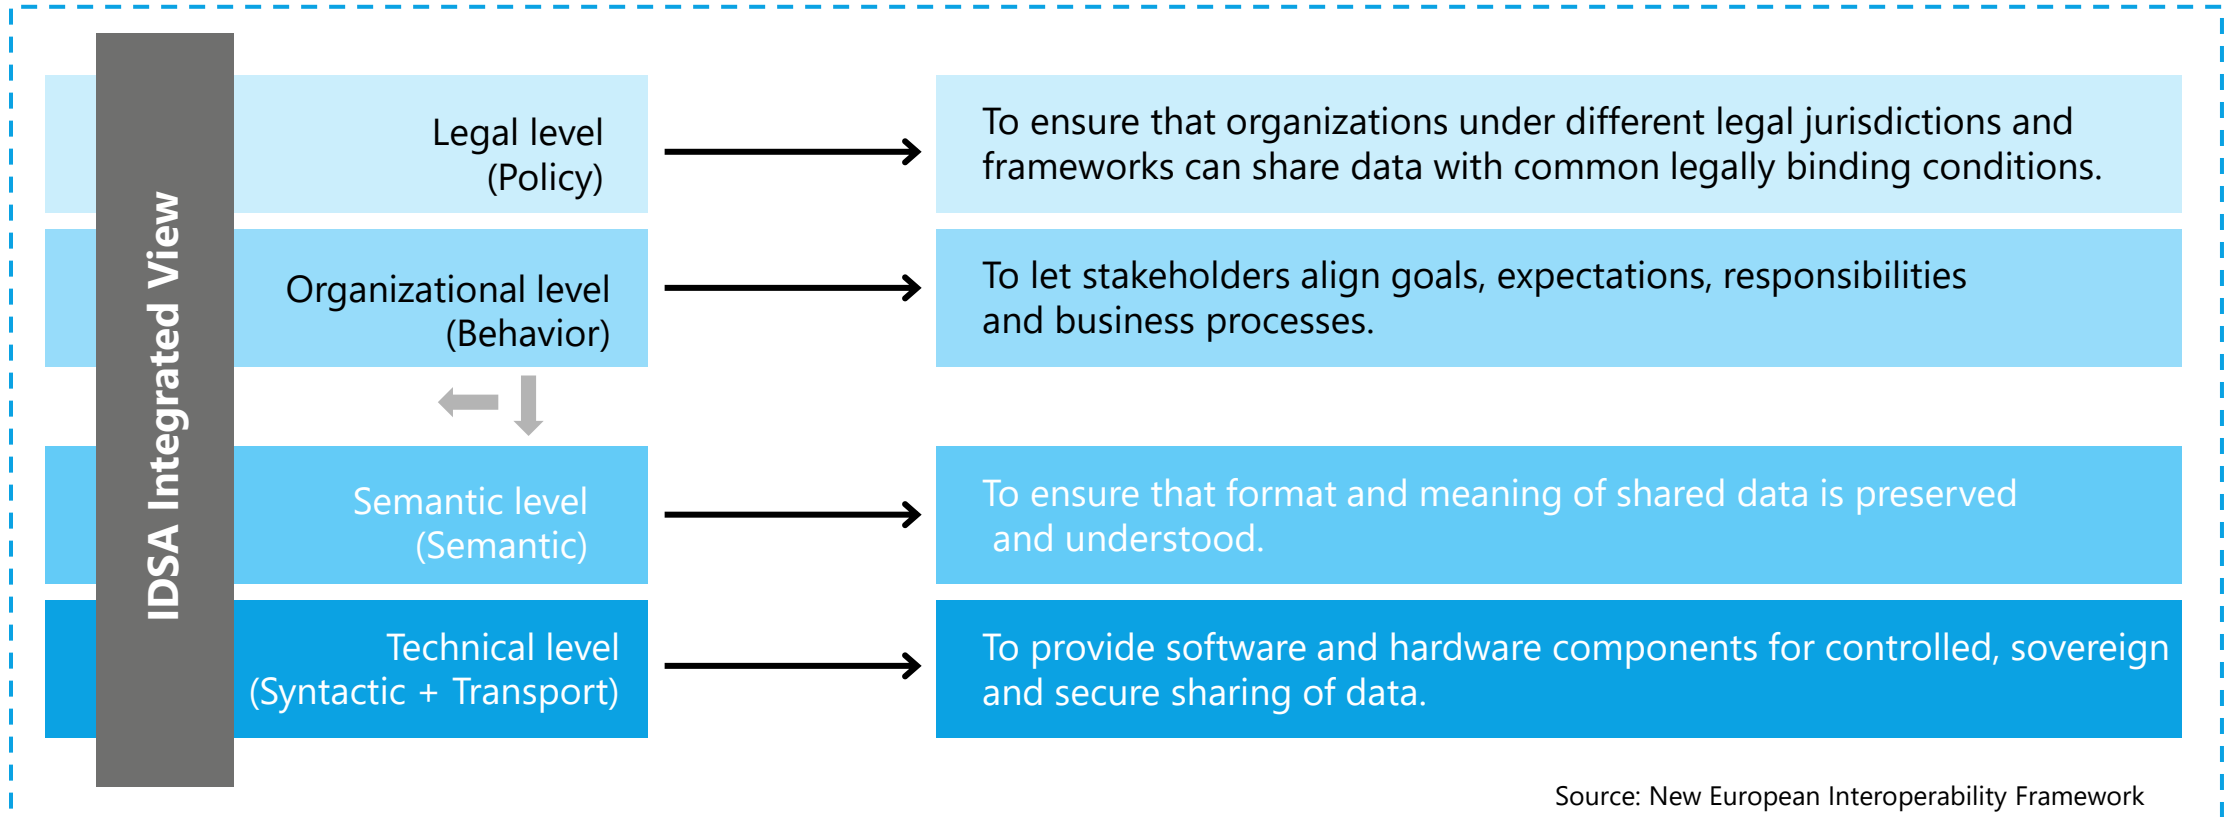 IDSA Integrated View
Legal level
(Policy)
To ensure that organizations under different legal jurisdictions and
frameworks can share data with common legally binding conditions.
Organizational level
(Behavior)
To let stakeholders align goals, expectations, responsibilities
and business processes.
Semantic level
(Semantic)
To ensure that format and meaning of shared data is preserved
and understood.
Technical level
(Syntactic + Transport)
To provide software and hardware components for controlled, sovereign
and secure sharing of data.
Source: New European Interoperability Framework